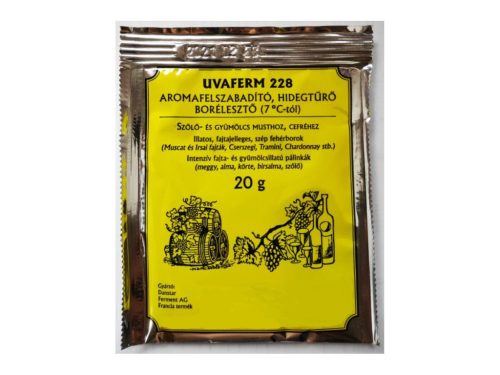 UVAFERM 228
AROMAFELSZABADÍTÓ, HIDEGTŰRŐ
BORÉLESZTŐ (7 °C-tól)
SZŐLŐ- ÉS GYÜMÖLCS MUSTHOZ, CEFRÉHEZ
Illatos, fajtajelleges, szép fehérborok
(Muscat és Irsai fajták, Cserszegi, Tramini, Chardonnay stb.)
Intenzív fajta- és gyümölcsillatú pálinkák
(meggy, alma, körte, birsalma, szőlő)
20 g
Gyártó:
Danstar
Ferment AG
Francia termék